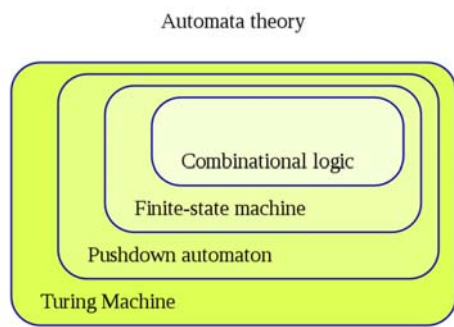 Automata theory
Combinational logic
Finite-state machine
Pushdown automaton
Turing Machine